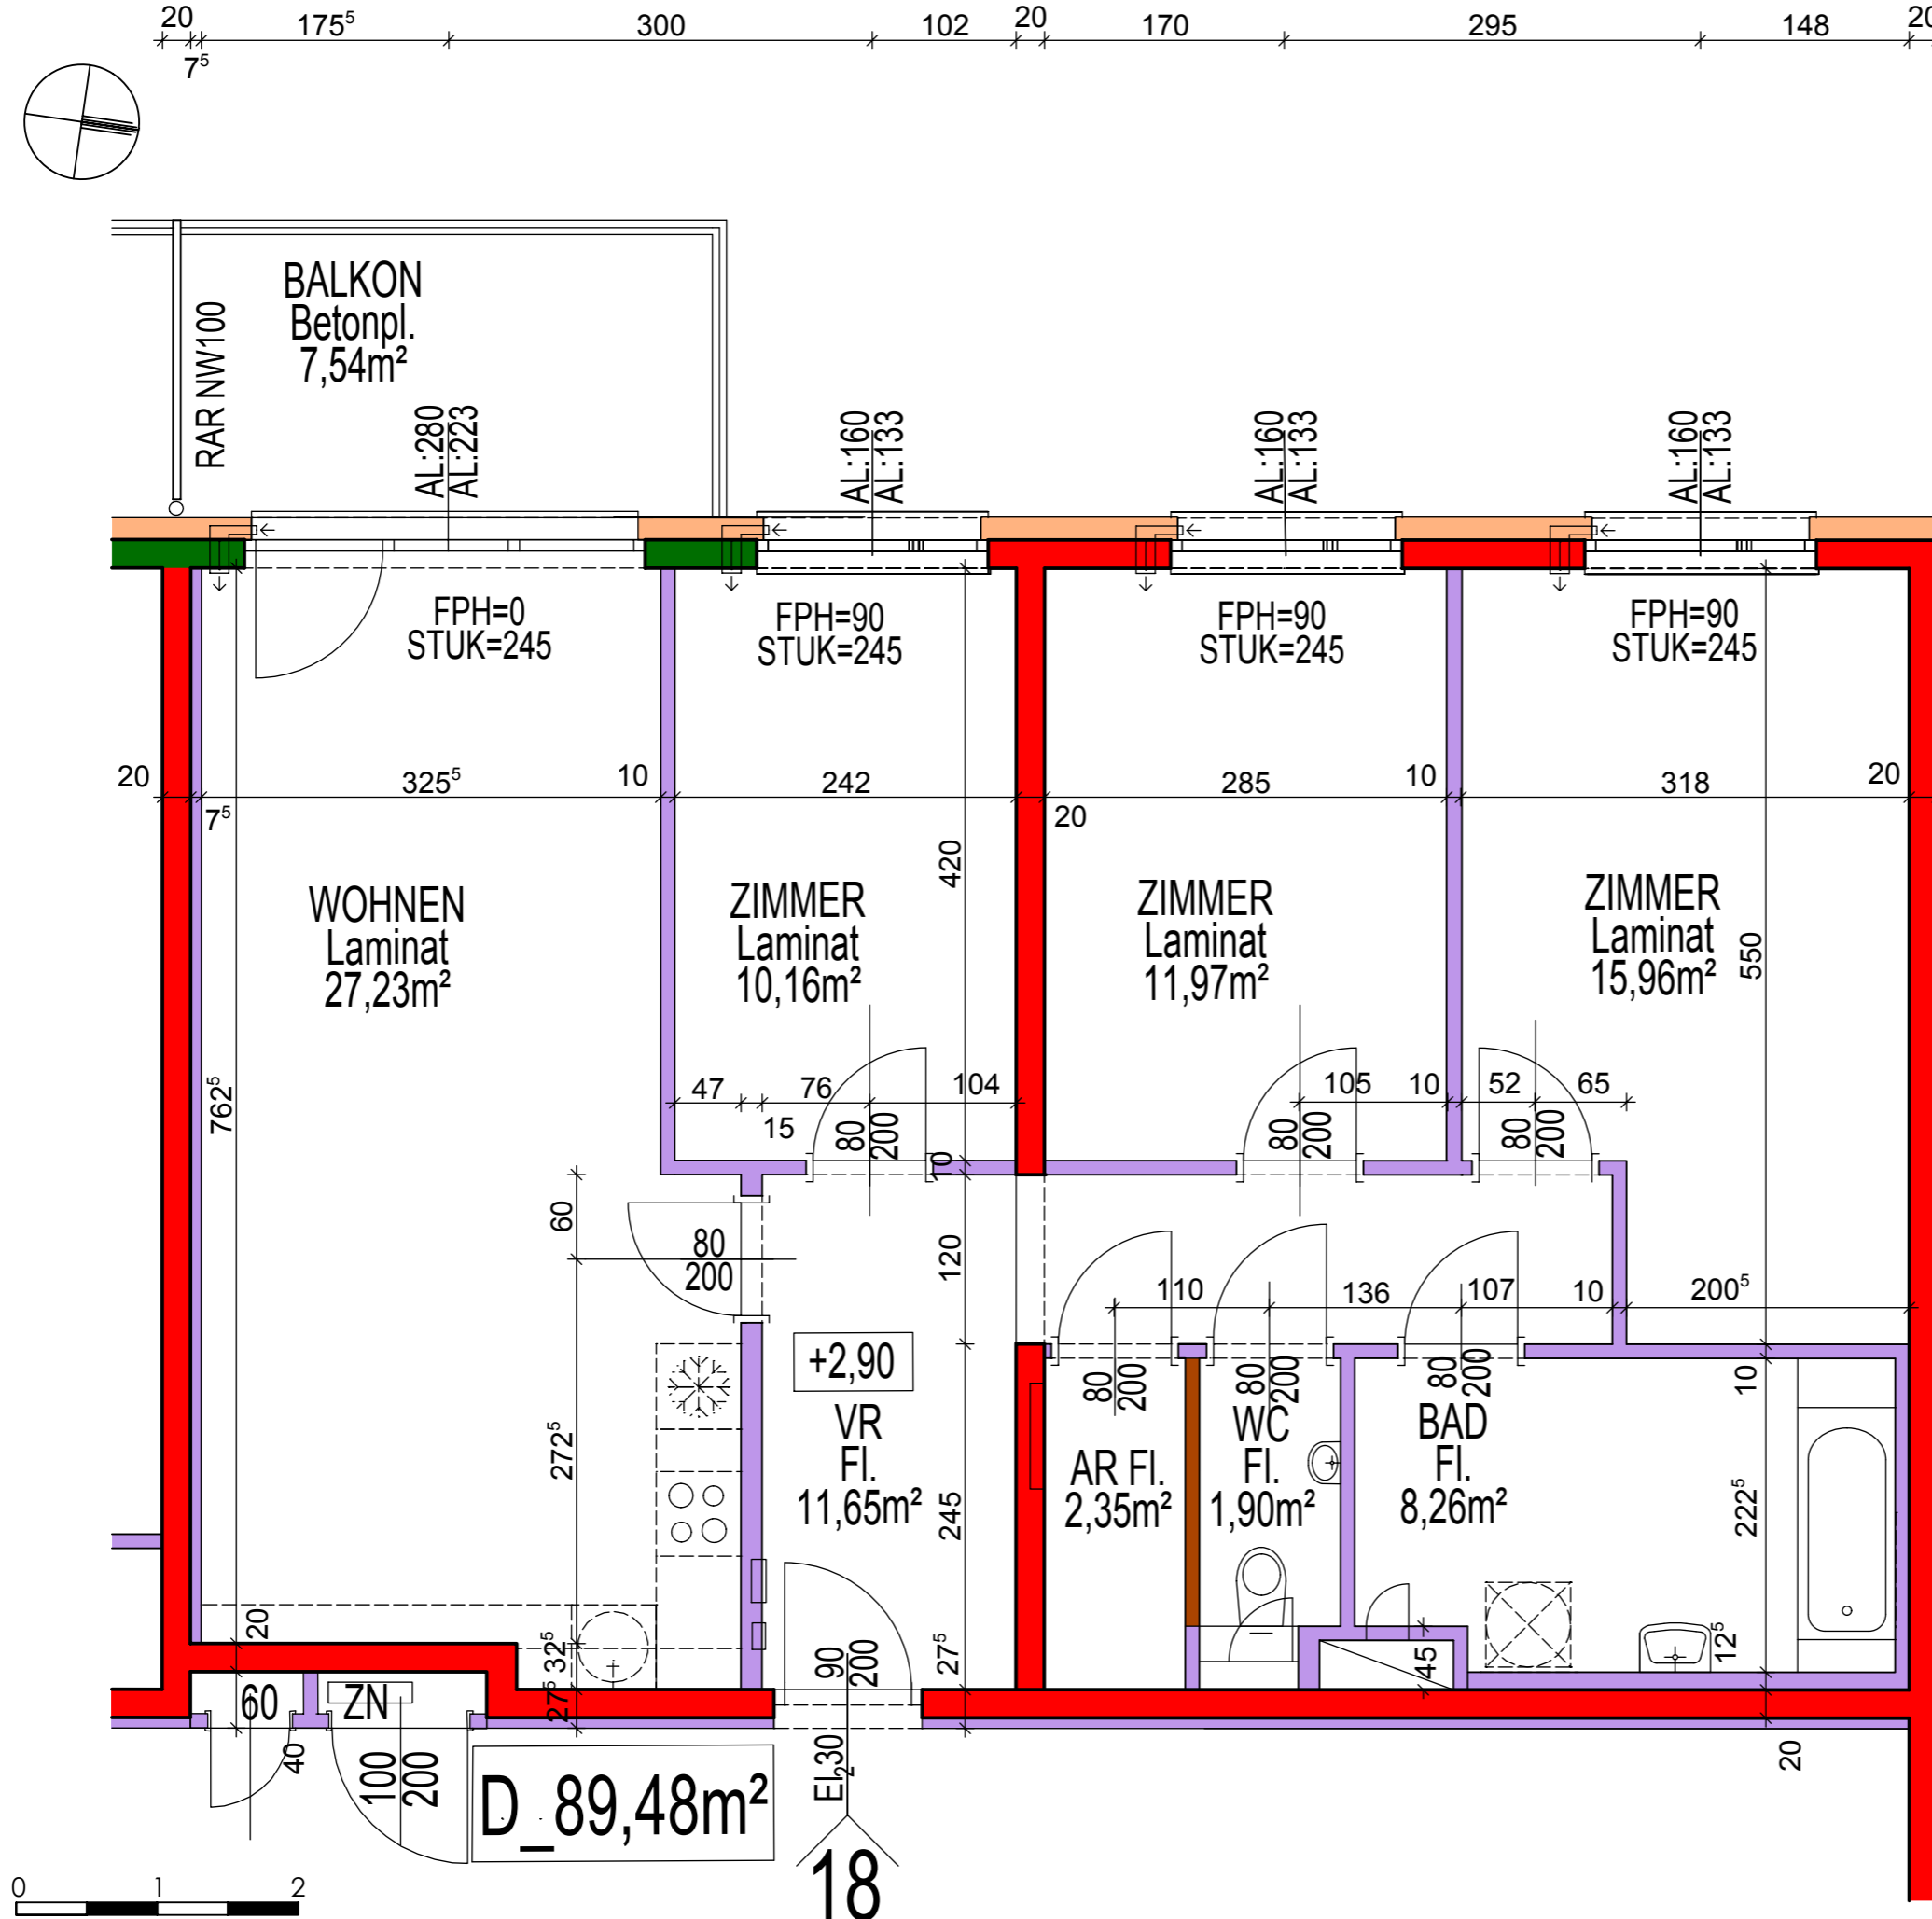 20
175⁵
300
102
20
170
295
148
20
7⁵
BALKON
Betonpl.
7,54m²
RAR NW100
AL:280
AL:223
AL:160
AL:133
AL:160
AL:133
AL:160
AL:133
FPH=0
STUK=245
FPH=90
STUK=245
FPH=90
STUK=245
FPH=90
STUK=245
20
7⁵
325⁵
10
242
20
285
10
318
20
420
WOHNEN
Laminat
27,23m²
ZIMMER
Laminat
10,16m²
ZIMMER
Laminat
11,97m²
ZIMMER
Laminat
15,96m²
550
762⁵
47
15
76
104
80
200
105
10
80
200
52
65
80
200
10
60
80
200
120
110
136
107
10
200⁵
+2,90
VR
Fl.
11,65m²
80
200
80
200
80
200
10
272⁵
245
AR Fl.
2,35m²
WC
Fl.
1,90m²
BAD
Fl.
8,26m²
222⁵
20
32⁵
27⁵
90
200
27⁵
45
12⁵
60
ZN
40
100
200
D_89,48m²
EI₂30
20
18
0
1
2